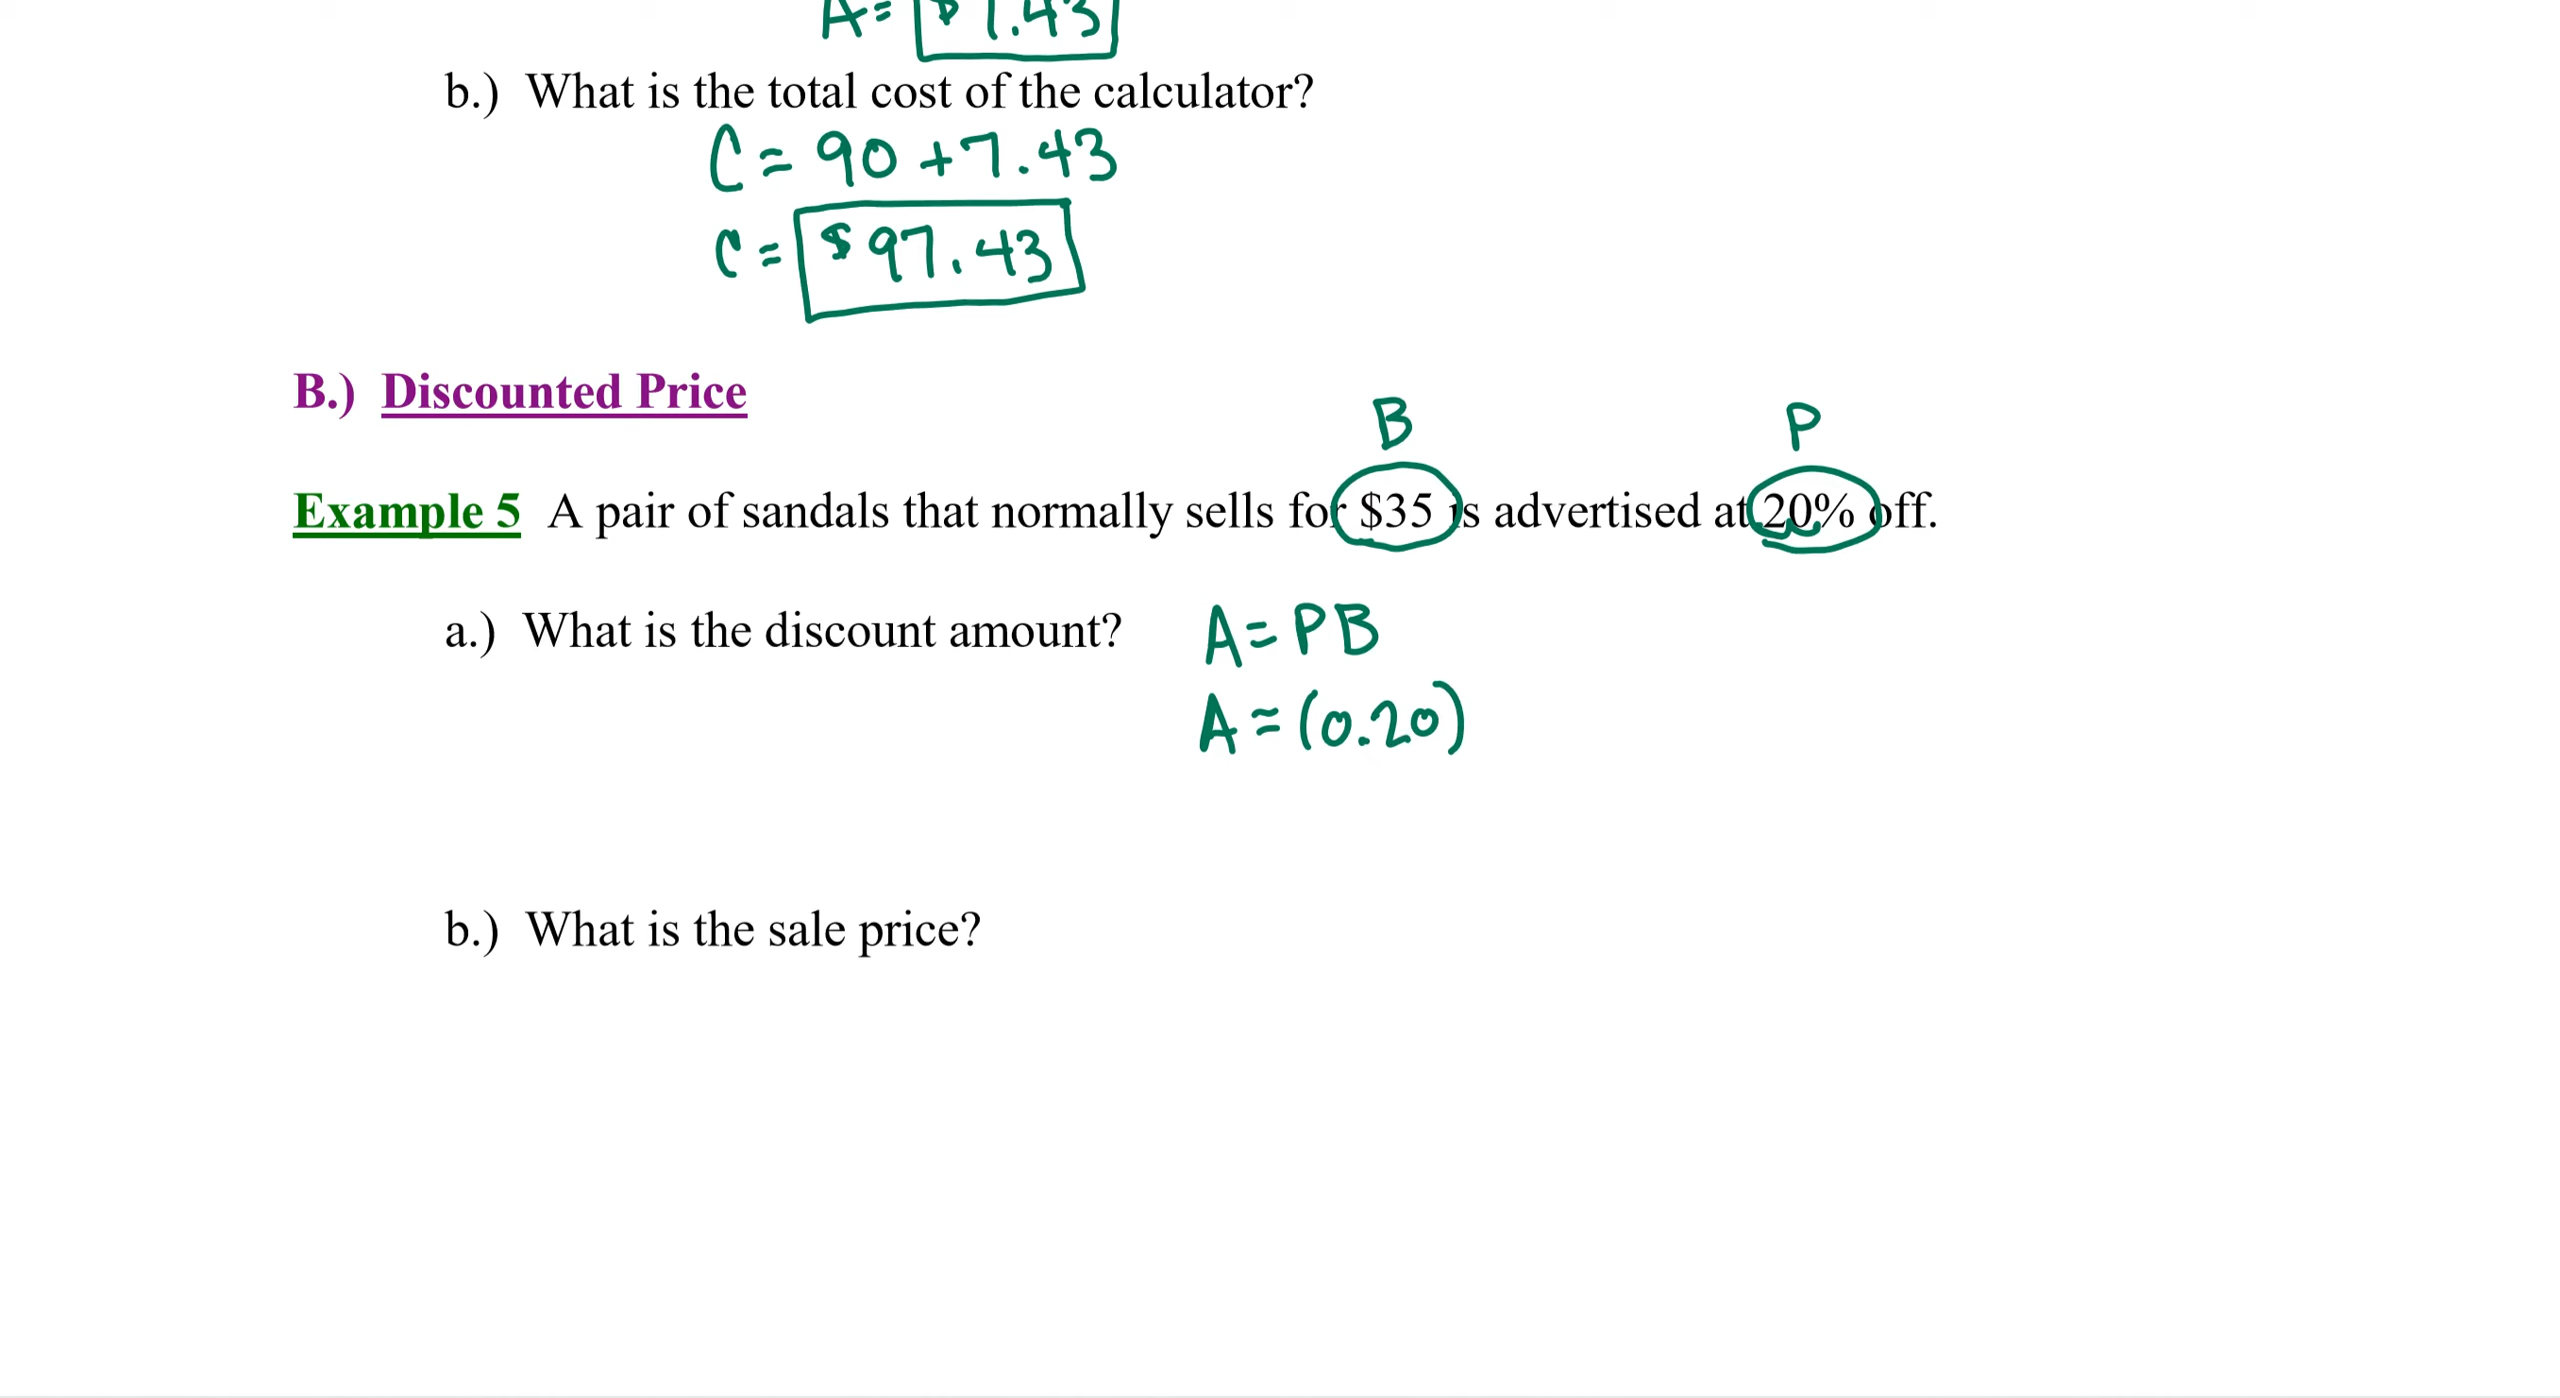 A= $7.43
b.) What is the total cost of the calculator?
C = 90 + 7.43
C = $97.43
B.) Discounted Price
B P
Example 5 A pair of sandals that normally sells for $35 is advertised at 20% off.
a.) What is the discount amount? A = PB
A = (0.20)
b.) What is the sale price?